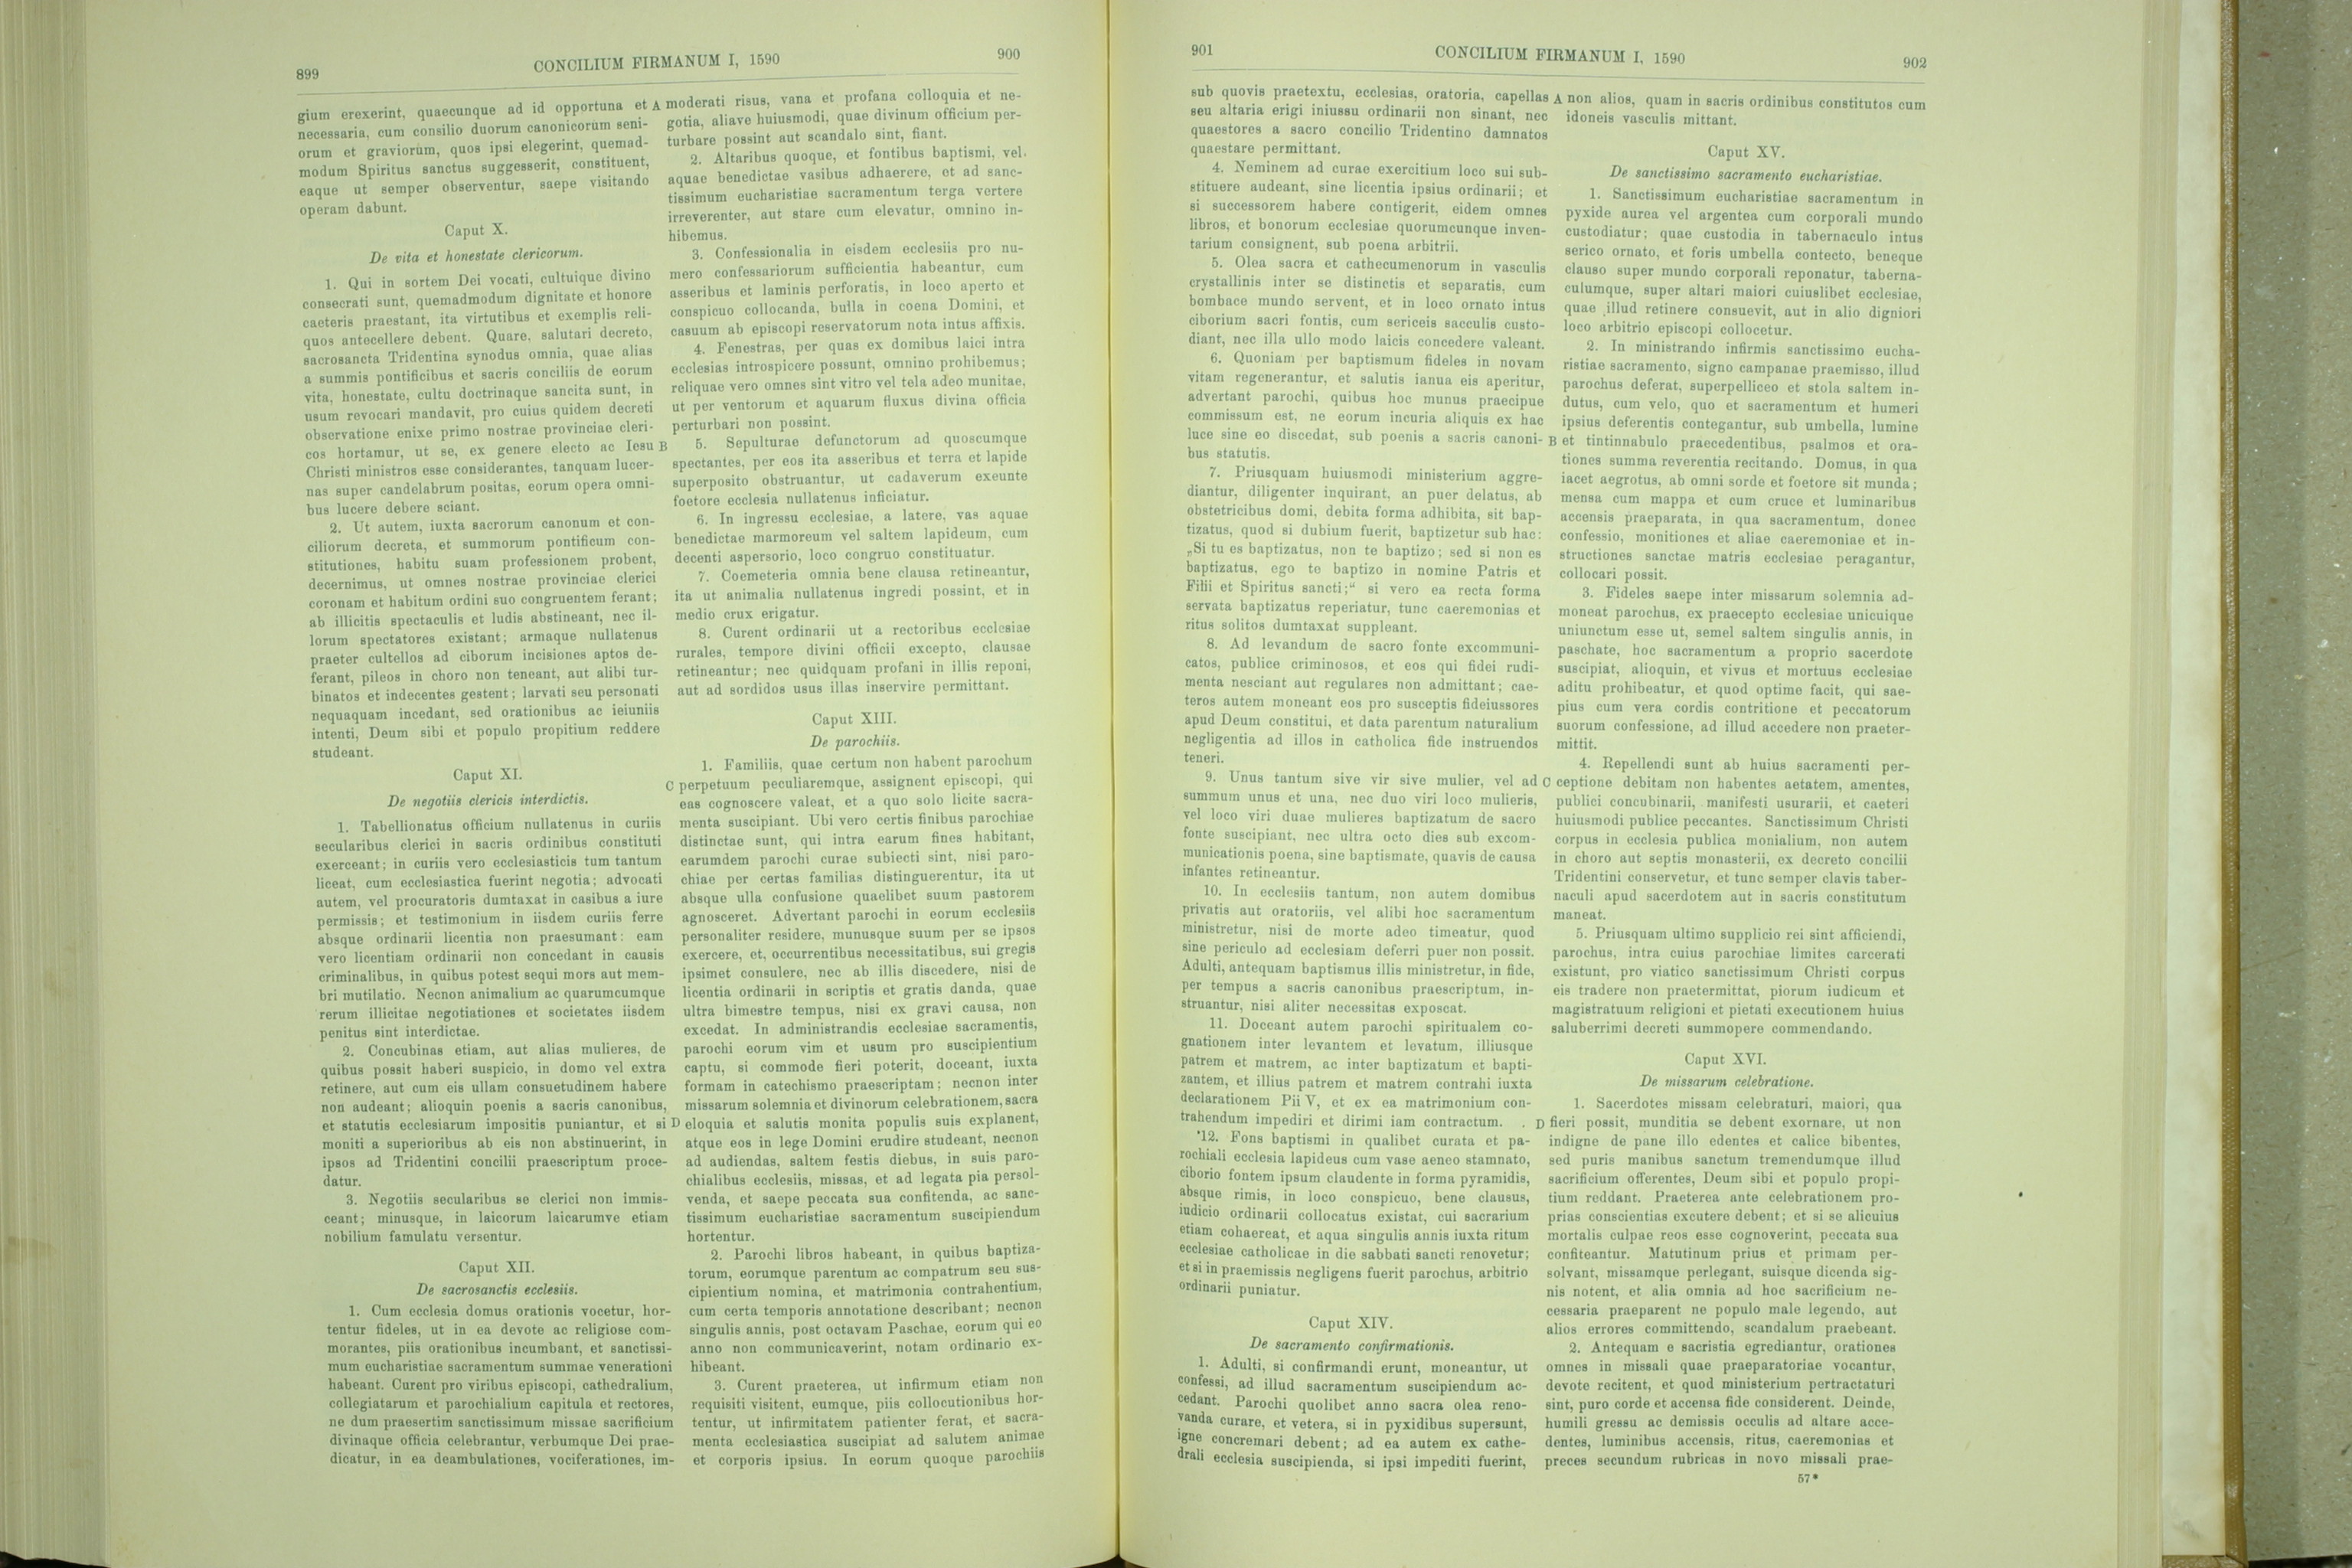 899
CONCILIUM FIRMANUM I, 1590
900
gium erexerint, quaecunque ad id opportuna et
necessaria, cum consilio duorum canonicorum seni-
orum et graviorum, quos ipsi elegerint, quemad-
modum Spiritus sanctus suggesserit, constituent,
eaque ut semper observentur, saepe visitando
operam dabunt.
Caput X.
De vita et honestate clericorum.
1. Qui in sortem Dei vocati, cultuique divino
consecrati sunt, quemadmodum dignitate et honore
caeteris praestant, ita virtutibus et exemplis reli-
quos antecellere debent. Quare, salutari decreto,
sacrosancta Tridentina synodus omnia, quae alias
a summis pontificibus et sacris conciliis de eorum
vita, honestate, cultu doctrinaque sancita sunt, in
usum revocari mandavit, pro cuius quidem decreti
observatione enixe primo nostrae provinciae cleri-
cos hortamur, ut se, ex genere electo ac Iesu B
Christi ministros esse considerantes, tanquam lucer-
nas super candelabrum positas, eorum opera omni-
bus lucere debere sciant.
2. Ut autem, iuxta sacrorum canonum et con-
ciliorum decreta, et summorum pontificum con-
stitutiones, habitu suam professionem probent,
decernimus, ut omnes nostrae provinciae clerici
coronam et habitum ordini suo congruentem ferant;
ab illicitis spectaculis et ludis abstineant, nec il-
lorum spectatores existant; armaque nullatenus
praeter cultellos ad ciborum incisiones aptos de-
ferant, pileos in choro non teneant, aut alibi tur-
binatos et indecentes gestent; larvati seu personati
nequaquam incedant, sed orationibus ac ieiuniis
intenti, Deum sibi et populo propitium reddere
studeant.
Caput XI.
De negotiis clericis interdictis.
1. Tabellionatus officium nullatenus in curiis
secularibus clerici in sacris ordinibus constituti
exerceant; in curiis vero ecclesiasticis tum tantum
liceat, cum ecclesiastica fuerint negotia; advocati
autem, vel procuratoris dumtaxat in casibus a iure
permissis; et testimonium in iisdem curiis ferre
absque ordinarii licentia non praesumant: eam
vero licentiam ordinarii non concedant in causis
criminalibus, in quibus potest sequi mors aut mem-
bri mutilatio. Necnon animalium ac quarumcumque
rerum illicitae negotiationes et societates iisdem
penitus sint interdictae.
2. Concubinas etiam, aut alias mulieres, de
quibus possit haberi suspicio, in domo vel extra
retinere, aut cum eis ullam consuetudinem habere
non audeant; alioquin poenis a sacris canonibus,
et statutis ecclesiarum impositis puniantur, et si D
moniti a superioribus ab eis non abstinuerint, in
ipsos ad Tridentini concilii praescriptum proce-
datur.
3. Negotiis secularibus se clerici non immis-
ceant; minusque, in laicorum laicarumve etiam
nobilium famulatu versentur.
Caput XII.
De sacrosanctis ecclesiis.
1. Cum ecclesia domus orationis vocetur, hor-
tentur fideles, ut in ea devote ac religiose com-
morantes, piis orationibus incumbant, et sanctissi-
mum eucharistiae sacramentum summae venerationi
habeant. Curent pro viribus episcopi, cathedralium,
collegiatarum et parochialium capitula et rectores,
ne dum praesertim sanctissimum missae sacrificium
divinaque officia celebrantur, verbumque Dei prae-
dicatur, in ea deambulationes, vociferationes, im-
A moderati risus, vana et profana colloquia et ne-
gotia, aliave huiusmodi, quae divinum officium per-
turbare possint aut scandalo sint, fiant.
2. Altaribus quoque, et fontibus baptismi, vel
aquae benedictae vasibus adhaerere, et ad sanc-
tissimum eucharistiae sacramentum terga vertere
irreverenter, aut stare cum elevatur, omnino in-
hibemus.
3. Confessionalia in eisdem ecclesiis pro nu-
mero confessariorum sufficientia habeantur, cum
asseribus et laminis perforatis, in loco aperto et
conspicuo collocanda, bulla in coena Domini, et
casuum ab episcopi reservatorum nota intus affixis.
4. Fenestras, per quas ex domibus laici intra
ecclesias introspicere possunt, omnino prohibemus;
reliquae vero omnes sint vitro vel tela adeo munitae,
ut per ventorum et aquarum fluxus divina officia
perturbari non possint.
5. Sepulturae defunctorum ad quoscumque
spectantes, per eos ita asseribus et terra et lapide
superposito obstruantur, ut cadaverum exeunte
foetore ecclesia nullatenus inficiatur.
6. In ingressu ecclesiae, a latere, vas aquae
benedictae marmoreum vel saltem lapideum, cum
decenti aspersorio, loco congruo constituatur.
7. Coemeteria omnia bene clausa retineantur,
ita ut animalia nullatenus ingredi possint, et in
medio crux erigatur.
8. Curent ordinarii ut a rectoribus ecclesiae
rurales, tempore divini officii excepto, clausae
retineantur; nec quidquam profani in illis reponi,
aut ad sordidos usus illas inservire permittant.
Caput XIII.
De parochiis.
1. Familiis, quae certum non habent parochum
C perpetuum peculiaremque, assignent episcopi, qui
eas cognoscere valeat, et a quo solo licite sacra-
menta suscipiant. Ubi vero certis finibus parochiae
distinctae sunt, qui intra earum fines habitant,
earumdem parochi curae subiecti sint, nisi paro-
chiae per certas familias distinguerentur, ita ut
absque ulla confusione quaelibet suum pastorem
agnosceret. Advertant parochi in eorum ecclesiis
personaliter residere, munusque suum per se ipsos
exercere, et, occurrentibus necessitatibus, sui gregis
ipsimet consulere, nec ab illis discedere, nisi de
licentia ordinarii in scriptis et gratis danda, quae
ultra bimestre tempus, nisi ex gravi causa, non
excedat. In administrandis ecclesiae sacramentis,
parochi eorum vim et usum pro suscipientium
captu, si commode fieri poterit, doceant, iuxta
formam in catechismo praescriptam; necnon inter
missarum solemnia et divinorum celebrationem, sacra
eloquia et salutis monita populis suis explanent,
atque eos in lege Domini erudire studeant, necnon
ad audiendas, saltem festis diebus, in suis paro-
chialibus ecclesiis, missas, et ad legata pia persol-
venda, et saepe peccata sua confitenda, ac sanc-
tissimum eucharistiae sacramentum suscipiendum
hortentur.
2. Parochi libros habeant, in quibus baptiza-
torum, eorumque parentum ac compatrum seu sus-
cipientium nomina, et matrimonia contrahentium,
cum certa temporis annotatione describant; necnon
singulis annis, post octavam Paschae, eorum qui eo
anno non communicaverint, notam ordinario ex-
hibeant.
3. Curent praeterea, ut infirmum etiam non
requisiti visitent, eumque, piis collocutionibus hor-
tentur, ut infirmitatem patienter ferat, et sacra-
menta ecclesiastica suscipiat ad salutem animae
et corporis ipsius. In eorum quoque parochiis
901
CONCILIUM FIRMANUM I, 1590
902
sub quovis praetextu, ecclesias, oratoria, capellas
seu altaria erigi iniussu ordinarii non sinant, nec
quaestores a sacro concilio Tridentino damnatos
quaestare permittant.
4. Neminem ad curae exercitium loco sui sub-
stituere audeant, sine licentia ipsius ordinarii; et
si successorem habere contigerit, eidem omnes
libros, et bonorum ecclesiae quorumcunque inven-
tarium consignent, sub poena arbitrii.
5. Olea sacra et cathecumenorum in vasculis
crystallinis inter se distinctis et separatis, cum
bombace mundo servent, et in loco ornato intus
ciborium sacri fontis, cum sericeis sacculis custo-
diant, nec illa ullo modo laicis concedere valeant.
6. Quoniam per baptismum fideles in novam
vitam regenerantur, et salutis ianua eis aperitur,
advertant parochi, quibus hoc munus praecipue
commissum est, ne eorum incuria aliquis ex hac
luce sine eo discedat, sub poenis a sacris canoni-
bus statutis.
7. Priusquam huiusmodi ministerium aggre-
diantur, diligenter inquirant, an puer delatus, ab
obstetricibus domi, debita forma adhibita, sit bap-
tizatus, quod si dubium fuerit, baptizetur sub hac:
„Si tu es baptizatus, non te baptizo; sed si non es
baptizatus, ego te baptizo in nomine Patris et
Filii et Spiritus sancti;“ si vero ea recta forma
servata baptizatus reperiatur, tunc caeremonias et
ritus solitos dumtaxat suppleant.
8. Ad levandum de sacro fonte excommuni-
catos, publice criminosos, et eos qui fidei rudi-
menta nesciant aut regulares non admittant; cae-
teros autem moneant eos pro susceptis fideiussores
apud Deum constitui, et data parentum naturalium
negligentia ad illos in catholica fide instruendos
teneri.
9. Unus tantum sive vir sive mulier, vel ad
summum unus et una, nec duo viri loco mulieris,
vel loco viri duae mulieres baptizatum de sacro
fonte suscipiant, nec ultra octo dies sub excom-
municationis poena, sine baptismate, quavis de causa
infantes retineantur.
10. In ecclesiis tantum, non autem domibus
privatis aut oratoriis, vel alibi hoc sacramentum
ministretur, nisi de morte adeo timeatur, quod
sine periculo ad ecclesiam deferri puer non possit.
Adulti, antequam baptismus illis ministretur, in fide,
per tempus a sacris canonibus praescriptum, in-
struantur, nisi aliter necessitas exposcat.
11. Doceant autem parochi spiritualem co-
gnationem inter levantem et levatum, illiusque
patrem et matrem, ac inter baptizatum et bapti-
zantem, et illius patrem et matrem contrahi iuxta
declarationem Pii V, et ex ea matrimonium con-
trahendum impediri et dirimi iam contractum.
12. Fons baptismi in qualibet curata et pa-
rochiali ecclesia lapideus cum vase aeneo stamnato,
ciborio fontem ipsum claudente in forma pyramidis,
absque rimis, in loco conspicuo, bene clausus,
iudicio ordinarii collocatus existat, cui sacrarium
etiam cohaereat, et aqua singulis annis iuxta ritum
ecclesiae catholicae in die sabbati sancti renovetur;
et si in praemissis negligens fuerit parochus, arbitrio
ordinarii puniatur.
Caput XIV.
De sacramento confirmationis.
1. Adulti, si confirmandi erunt, moneantur, ut
confessi, ad illud sacramentum suscipiendum ac-
cedant. Parochi quolibet anno sacra olea reno-
vanda curare, et vetera, si in pyxidibus supersunt,
igne concremari debent; ad ea autem ex cathe-
drali ecclesia suscipienda, si ipsi impediti fuerint,
A non alios, quam in sacris ordinibus constitutos cum
idoneis vasculis mittant.
Caput XV.
De sanctissimo sacramento eucharistiae.
1. Sanctissimum eucharistiae sacramentum in
pyxide aurea vel argentea cum corporali mundo
custodiatur; quae custodia in tabernaculo intus
serico ornato, et foris umbella contecto, beneque
clauso super mundo corporali reponatur, taberna-
culumque, super altari maiori cuiuslibet ecclesiae,
quae illud retinere consuevit, aut in alio digniori
loco arbitrio episcopi collocetur.
2. In ministrando infirmis sanctissimo eucha-
ristiae sacramento, signo campanae praemisso, illud
parochus deferat, superpelliceo et stola saltem in-
dutus, cum velo, quo et sacramentum et humeri
ipsius deferentis contegantur, sub umbella, lumine
B et tintinnabulo praecedentibus, psalmos et ora-
tiones summa reverentia recitando. Domus, in qua
iacet aegrotus, ab omni sorde et foetore sit munda;
mensa cum mappa et cum cruce et luminaribus
accensis praeparata, in qua sacramentum, donec
confessio, monitiones et aliae caeremoniae et in-
structiones sanctae matris ecclesiae peragantur,
collocari possit.
3. Fideles saepe inter missarum solemnia ad-
moneat parochus, ex praecepto ecclesiae unicuique
uniunctum esse ut, semel saltem singulis annis, in
paschate, hoc sacramentum a proprio sacerdote
suscipiat, alioquin, et vivus et mortuus ecclesiae
aditu prohibeatur, et quod optime facit, qui sae-
pius cum vera cordis contritione et peccatorum
suorum confessione, ad illud accedere non praeter-
mittit.
4. Repellendi sunt ab huius sacramenti per-
C ceptione debitam non habentes aetatem, amentes,
publici concubinarii, manifesti usurarii, et caeteri
huiusmodi publice peccantes. Sanctissimum Christi
corpus in ecclesia publica monialium, non autem
in choro aut septis monasterii, ex decreto concilii
Tridentini conservetur, et tunc semper clavis taber-
naculi apud sacerdotem aut in sacris constitutum
maneat.
5. Priusquam ultimo supplicio rei sint afficiendi,
parochus, intra cuius parochiae limites carcerati
existunt, pro viatico sanctissimum Christi corpus
eis tradere non praetermittat, piorum iudicum et
magistratuum religioni et pietati executionem huius
saluberrimi decreti summopere commendando.
Caput XVI.
De missarum celebratione.
1. Sacerdotes missam celebraturi, maiori, qua
D fieri possit, munditia se debent exornare, ut non
indigne de pane illo edentes et calice bibentes,
sed puris manibus sanctum tremendumque illud
sacrificium offerentes, Deum sibi et populo propi-
tium reddant. Praeterea ante celebrationem pro-
prias conscientias excutere debent; et si se alicuius
mortalis culpae reos esse cognoverint, peccata sua
confiteantur. Matutinum prius et primam per-
solvant, missamque perlegant, suisque dicenda sig-
nis notent, et alia omnia ad hoc sacrificium ne-
cessaria praeparent ne populo male legendo, aut
alios errores committendo, scandalum praebeant.
2. Antequam e sacristia egrediantur, orationes
omnes in missali quae praeparatoriae vocantur,
devote recitent, et quod ministerium pertractaturi
sint, puro corde et accensa fide considerent. Deinde,
humili gressu ac demissis occulis ad altare acce-
dentes, luminibus accensis, ritus, caeremonias et
preces secundum rubricas in novo missali prae-
57*